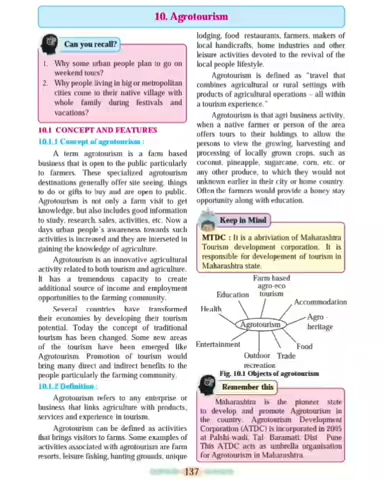 10. Agrotourism
Can you recall?
1. Why some urban people plan to go on
weekend tours?
2. Why people living in big or metropolitan
cities come to their native village with
whole family during festivals and
vacations?
10.1 CONCEPT AND FEATURES
10.1.1 Concept of agrotourism :
A term agrotourism is a farm based
business that is open to the public particularly
to farmers. These specialized agrotourism
destinations generally offer site seeing, things
to do or gifts to buy and are open to public.
Agrotourism is not only a farm visit to get
knowledge, but also includes good information
to study, research, sales, activities, etc. Now a
days urban people's awareness towards such
activities is increased and they are interseted in
gaining the knowledge of agriculture.
Agrotourism is an innovative agricultural
activity related to both tourism and agriculture.
It has a tremendous capacity to create
additional source of income and employment
opportunities to the farming community.
Several countries have transformed
their economies by developing their tourism
potential. Today the concept of traditional
tourism has been changed. Some new areas
of the tourism have been emerged like
Agrotourism. Promotion of tourism would
bring many direct and indirect benefits to the
people particularly the farming community.
10.1.2 Definition :
Agrotourism refers to any enterprise or
business that links agriculture with products,
services and experience in tourism.
Agrotourism can be defined as activities
that brings visitors to farms. Some examples of
activities associated with agrotourism are farm
resorts, leisure fishing, hunting grounds, unique
lodging, food restaurants, farmers, makers of
local handicrafts, home industries and other
leisure activities devoted to the revival of the
local people lifestyle.
Agrotourism is defined as "travel that
combines agricultural or rural settings with
products of agricultural operations – all within
a tourism experience."
Agrotourism is that agri business activity,
when a native farmer or person of the area
offers tours to their holdings to allow the
persons to view the growing, harvesting and
processing of locally grown crops, such as
coconut, pineapple, sugarcane, corn, etc. or
any other produce, to which they would not
unknown earlier in their city or home country.
Often the farmers would provide a homey stay
opportunity along with education.
Keep in Mind
MTDC : It is a abriviation of Maharashtra
Tourism development corporation. It is
responsible for developement of tourism in
Maharashtra state.
Farm based
agro-eco
tourism
Education
Accommodation
Health
Agro -
heritage
Agrotourism
Entertainment
Food
Outdoor
recreation
Trade
Fig. 10.1 Objects of agrotourism
Remember this
Maharashtra is the pioneer state
to develop and promote Agrotourism in
the country. Agrotourism Development
Corporation (ATDC) is incorporated in 2005
at Palshi-wadi, Tal- Baramati, Dist - Pune
This ATDC acts as umbrella organisation
for Agrotourism in Maharashtra.
137